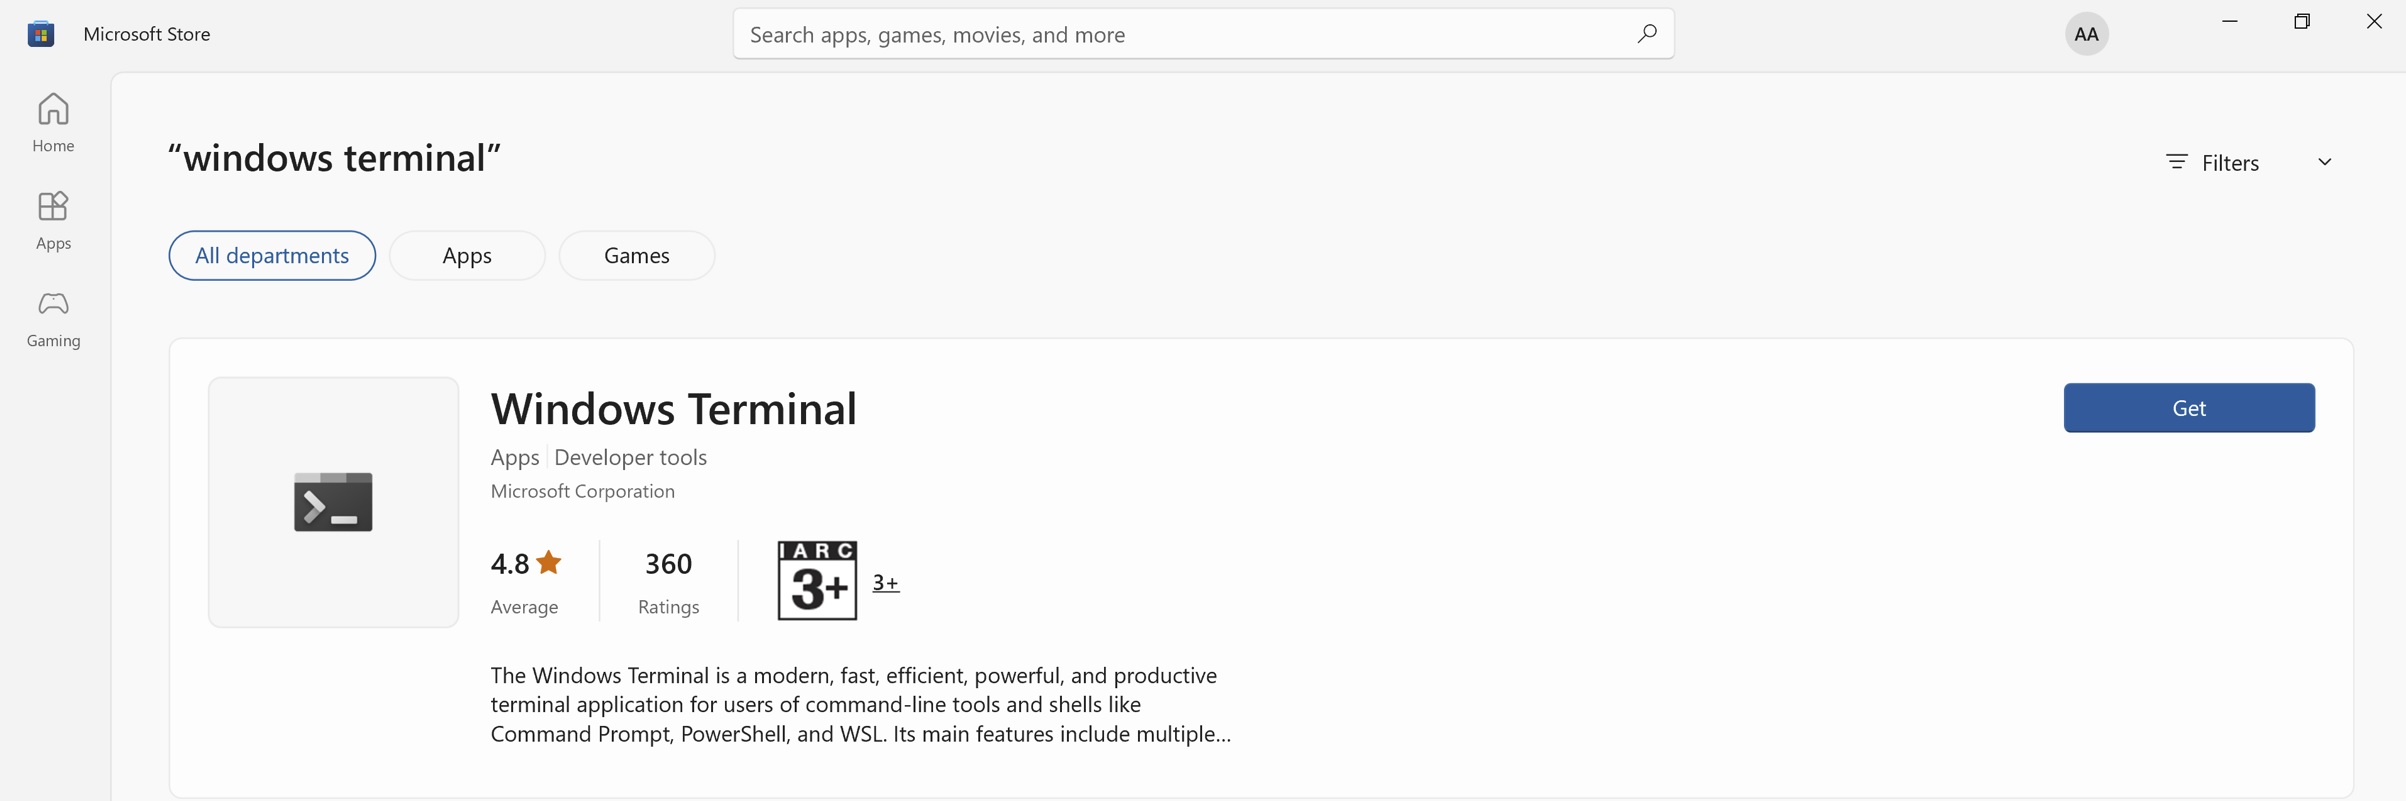 Microsoft Store
Search apps, games, movies, and more
AA
Home
Apps
Gaming
“windows terminal”
Filters
All departments
Apps
Games
Windows Terminal
Get
Apps Developer tools
Microsoft Corporation
4.8
Average
360
Ratings
IARC
3+
3+
The Windows Terminal is a modern, fast, efficient, powerful, and productive
terminal application for users of command-line tools and shells like
Command Prompt, PowerShell, and WSL. Its main features include multiple...